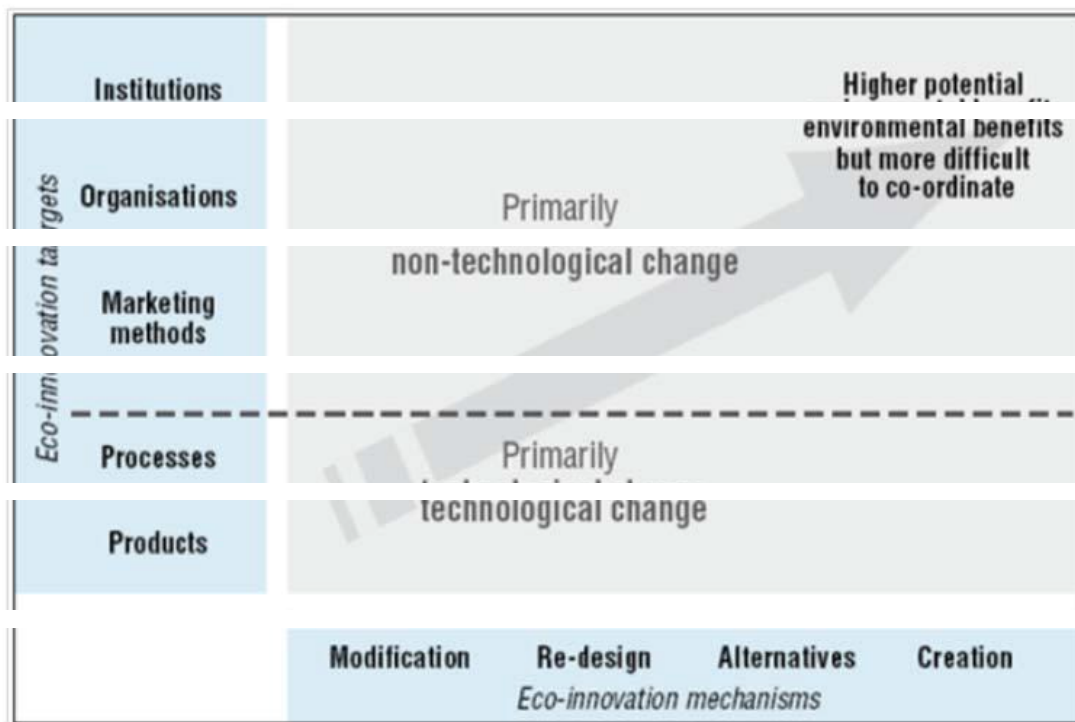 Institutions
Higher potential
environmental benefits
but more difficult
to co-ordinate
Organisations
Primarily
non-technological change
Marketing
methods
Eco-innovation targets
Processes
Primarily
technological change
Products
Modification Re-design Alternatives Creation
Eco-innovation mechanisms